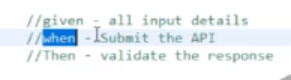 //given - all input details
//when - Submit the API
//Then - validate the response